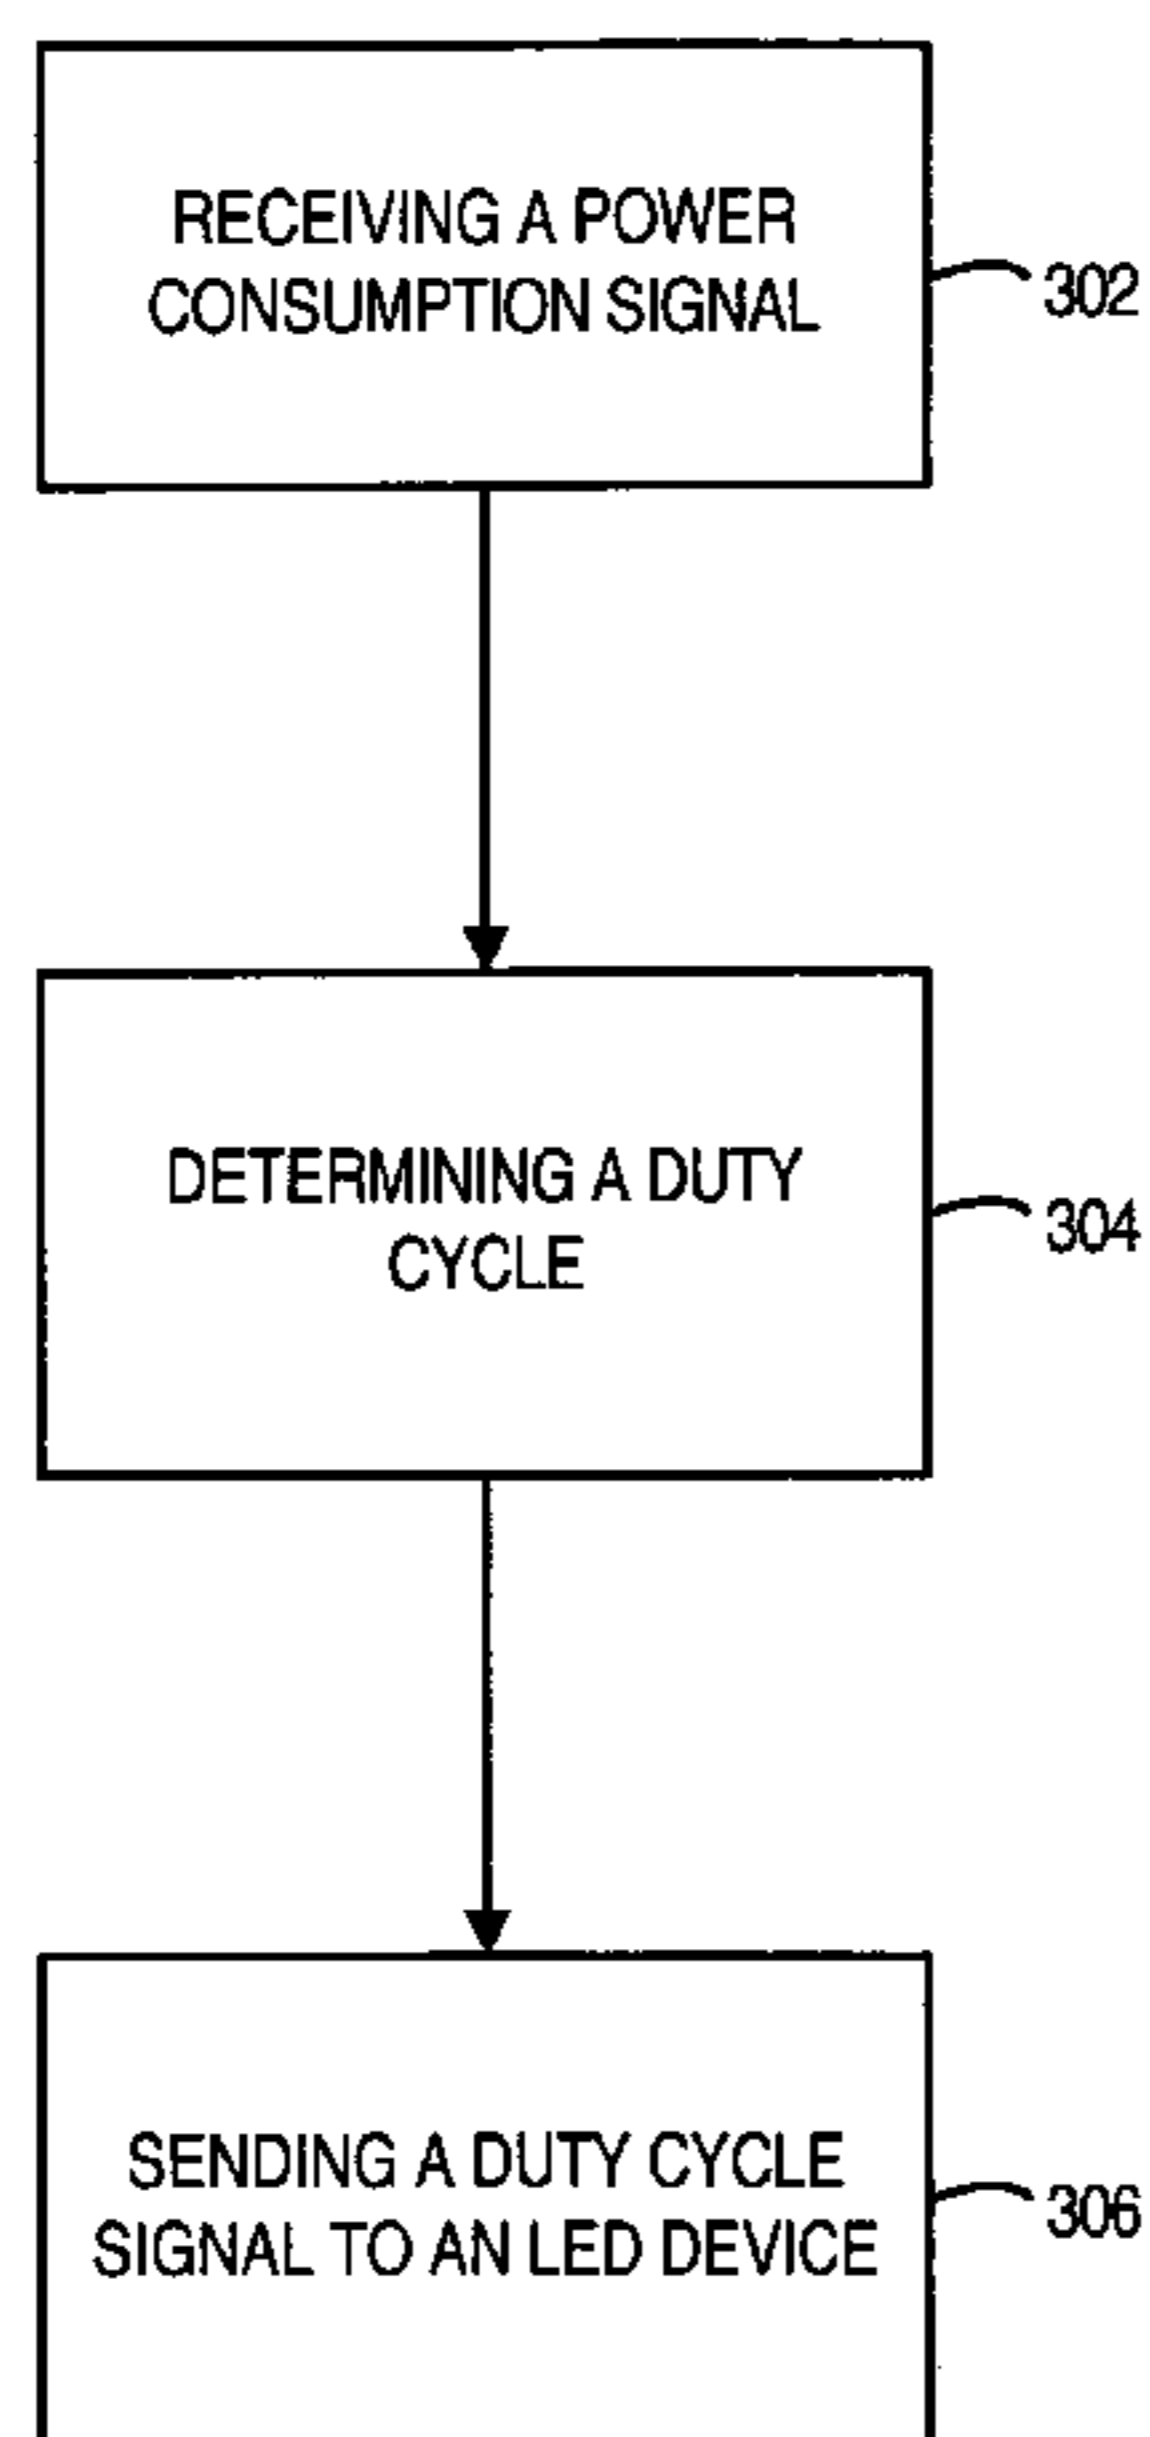 RECEIVING A POWER
CONSUMPTION SIGNAL
302
DETERMINING A DUTY
CYCLE
304
SENDING A DUTY CYCLE
SIGNAL TO AN LED DEVICE
306